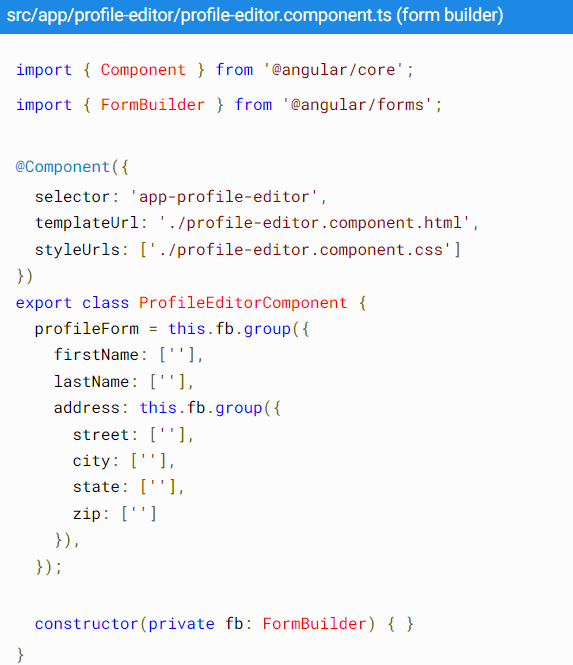 src/app/profile-editor/profile-editor.component.ts (form builder)
import { Component } from '@angular/core';
import { FormBuilder } from '@angular/forms';
@Component({
  selector: 'app-profile-editor',
  templateUrl: './profile-editor.component.html',
  styleUrls: ['./profile-editor.component.css']
})
export class ProfileEditorComponent {
  profileForm = this.fb.group({
    firstName: [''],
    lastName: [''],
    address: this.fb.group({
      street: [''],
      city: [''],
      state: [''],
      zip: ['']
    }),
  });
  constructor(private fb: FormBuilder) { }
}